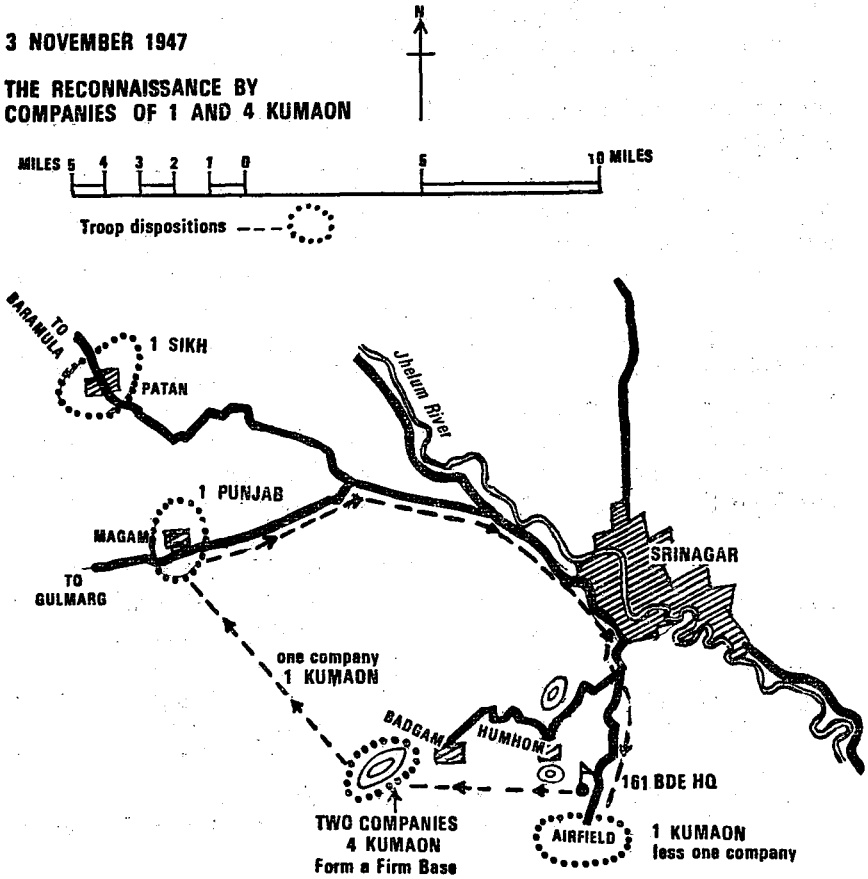 N
3 NOVEMBER 1947
THE RECONNAISSANCE BY
COMPANIES OF 1 AND 4 KUMAON
MILES 5 4 3 2 1 0 5 10 MILES
Troop dispositions
TO
BARAMULA
1 SIKH
PATAN
Jhelum River
1 PUNJAB
MAGAM
TO
GULMARG
SRINAGAR
one company
1 KUMAON
BADGAM
HUMHOM
161 BDE HQ
TWO COMPANIES
4 KUMAON
Form a Firm Base
AIRFIELD
1 KUMAON
less one company